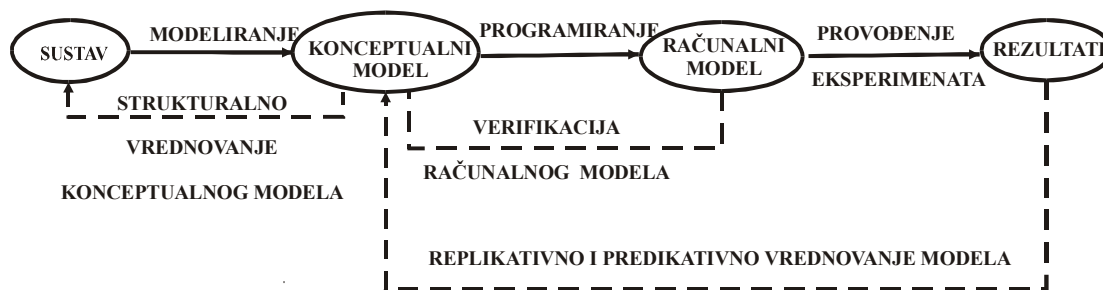 SUSTAV
MODELIRANJE
KONCEPTUALNI
MODEL
PROGRAMIRANJE
RAČUNALNI
MODEL
PROVOĐENJE
EKSPERIMENATA
REZULTATI
STRUKTURALNO
VREDNOVANJE
KONCEPTUALNOG MODELA
VERIFIKACIJA
RAČUNALNOG MODELA
REPLIKATIVNO I PREDIKATIVNO VREDNOVANJE MODELA